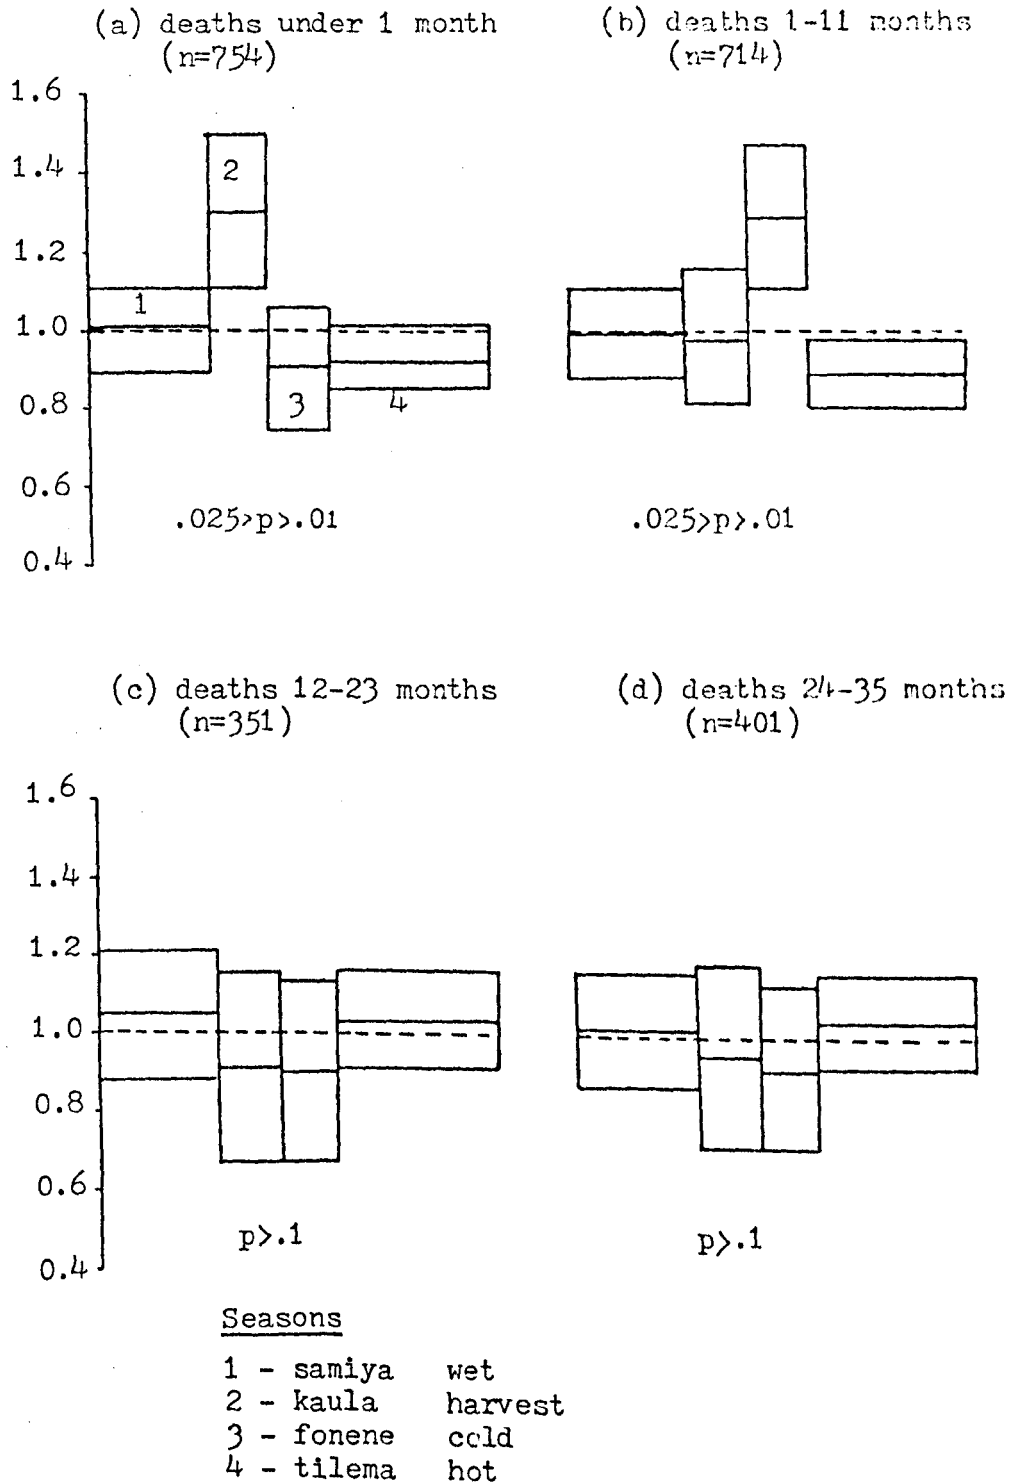 (a) deaths under 1 month
(n=754)
(b) deaths 1-11 months
(n=714)
1.6
1.4
1.2
1.0
0.8
0.6
0.4
2
1
3
4
.025>p>.01
.025>p>.01
(c) deaths 12-23 months
(n=351)
(d) deaths 24-35 months
(n=401)
1.6
1.4
1.2
1.0
0.8
0.6
0.4
p>.1
p>.1
Seasons
1 - samiya wet
2 - kaula harvest
3 - fonene cold
4 - tilema hot